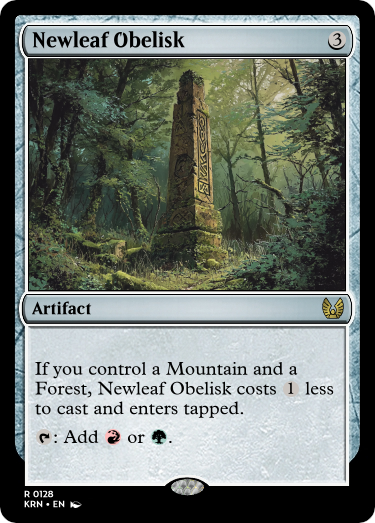 Newleaf Obelisk 3
Artifact
If you control a Mountain and a
Forest, Newleaf Obelisk costs 1 less
to cast and enters tapped.
: Add or .
R 0128
KRN • EN